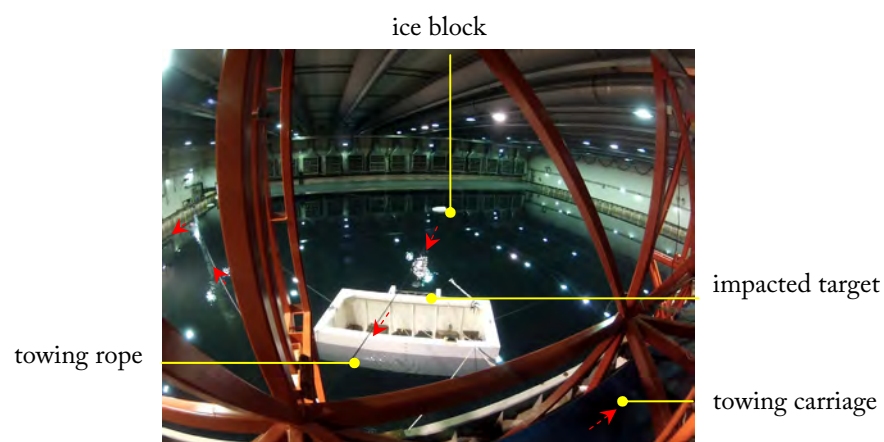 ice block
impacted target
towing rope
towing carriage